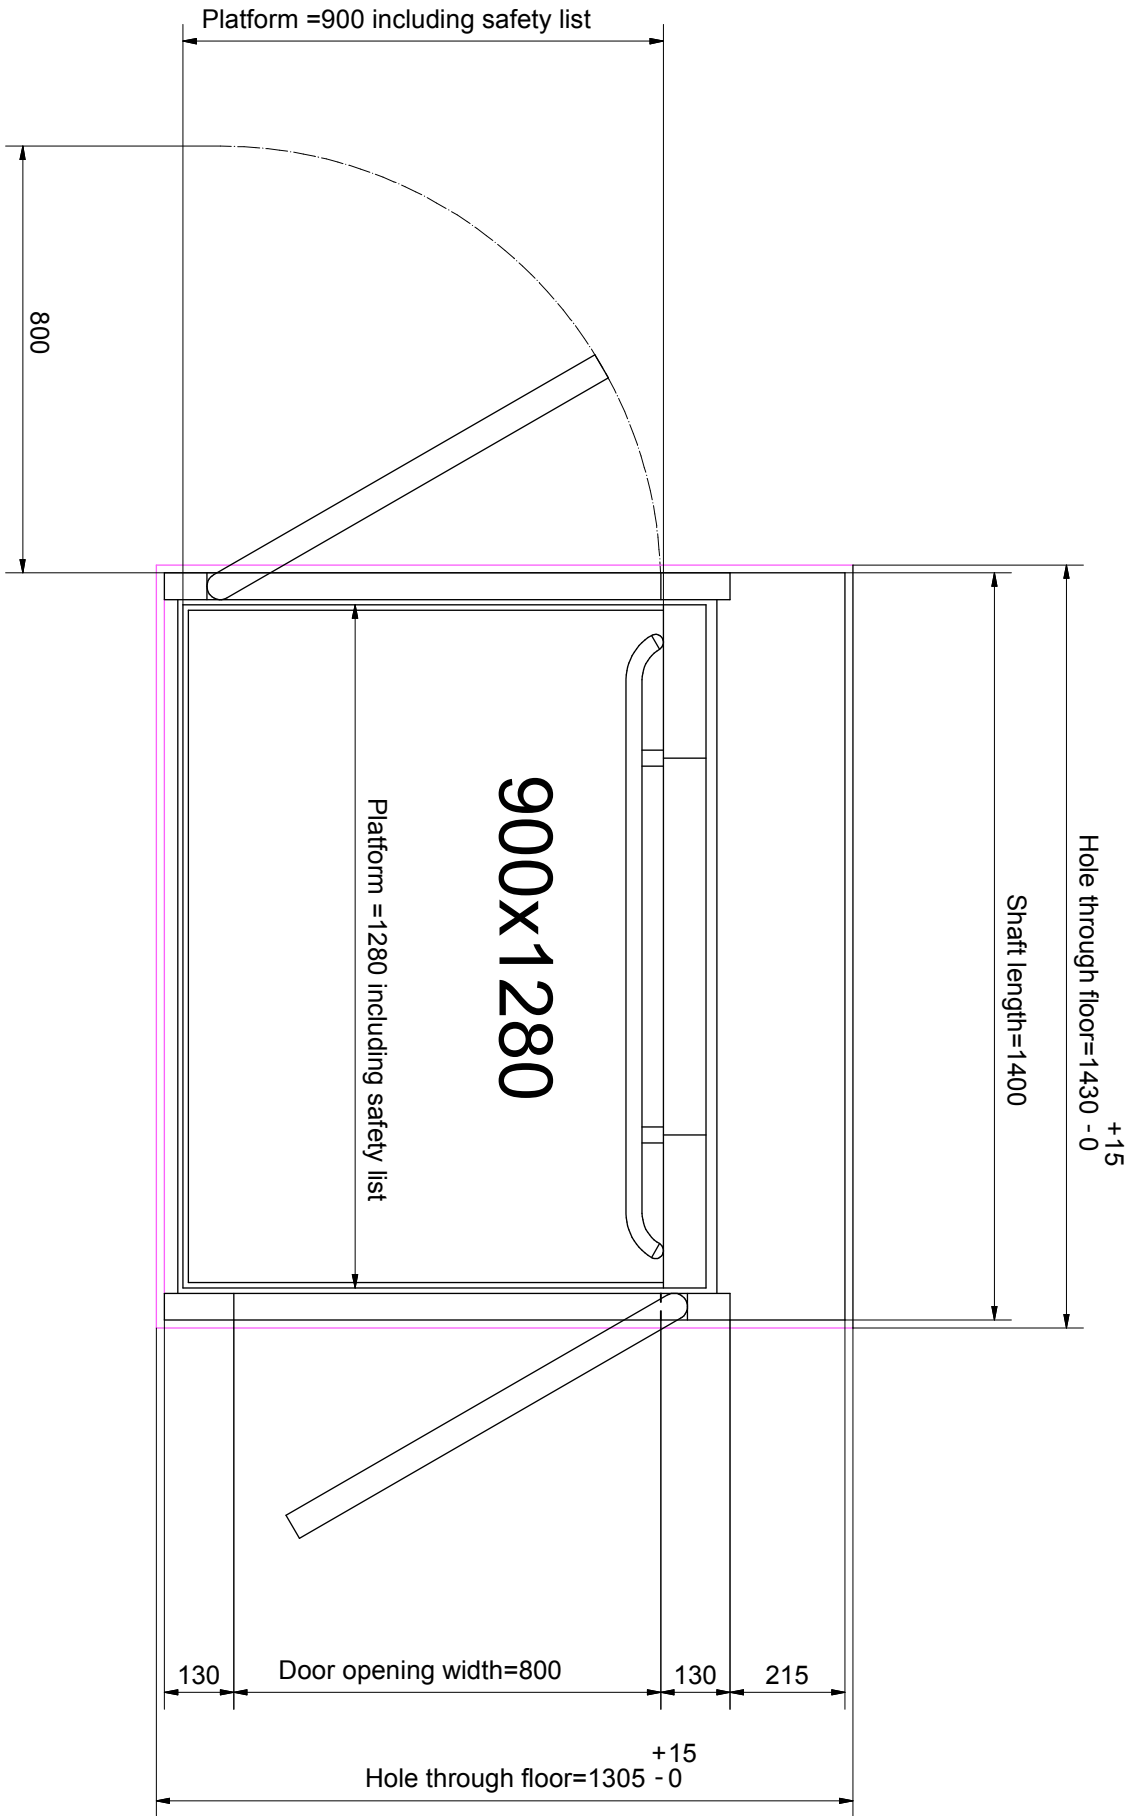 Platform =900 including safety list
800
900x1280
Platform =1280 including safety list
Shaft length=1400
Hole through floor=1430 +15 -0
130
Door opening width=800
130
215
Hole through floor=1305 +15 -0